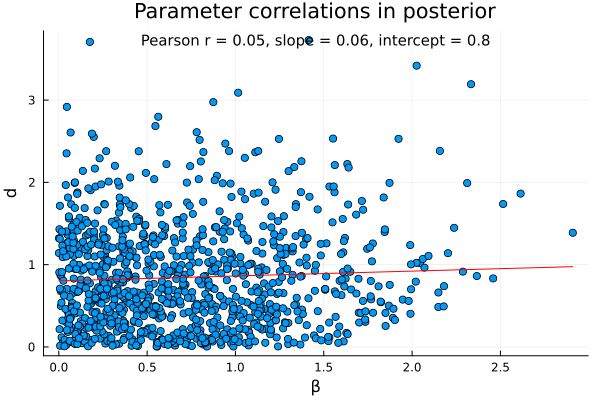 Parameter correlations in posterior
Pearson r = 0.05, slope = 0.06, intercept = 0.8
3
2
1
0
d
0.0 0.5 1.0 1.5 2.0 2.5
β